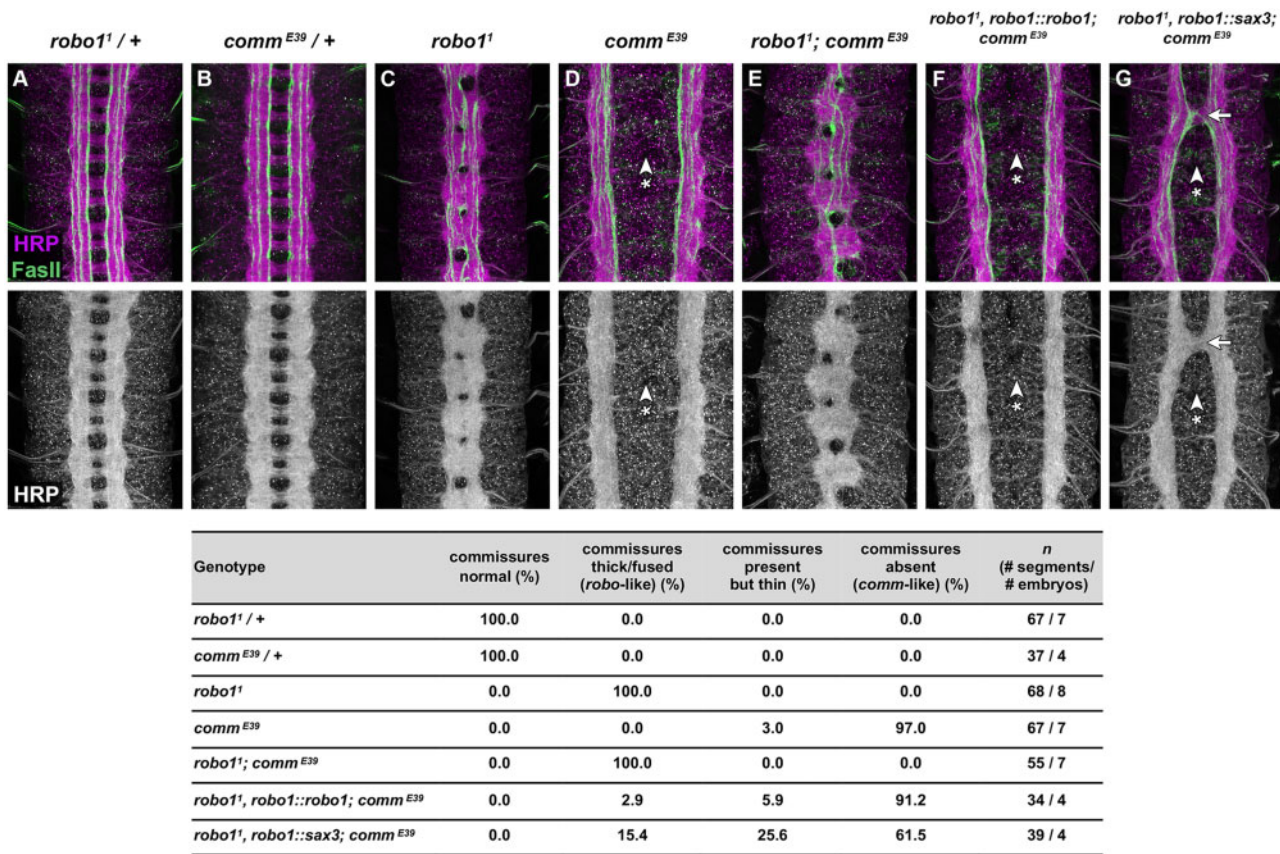 robo1¹ / +
comm E39 / +
robo1¹
comm E39
robo1¹; comm E39
robo1¹, robo1::robo1;
comm E39
robo1¹, robo1::sax3;
comm E39
A B C D E F G
HRP
FasII
* * *
HRP
* * *
Genotype
commissures
normal (%)
commissures
thick/fused
(robo-like) (%)
commissures
present
but thin (%)
commissures
absent
(comm-like) (%)
n
(# segments/
# embryos)
robo1¹ / + 100.0 0.0 0.0 0.0 67 / 7
comm E39 / + 100.0 0.0 0.0 0.0 37 / 4
robo1¹ 0.0 100.0 0.0 0.0 68 / 8
comm E39 0.0 0.0 3.0 97.0 67 / 7
robo1¹; comm E39 0.0 100.0 0.0 0.0 55 / 7
robo1¹, robo1::robo1; comm E39 0.0 2.9 5.9 91.2 34 / 4
robo1¹, robo1::sax3; comm E39 0.0 15.4 25.6 61.5 39 / 4